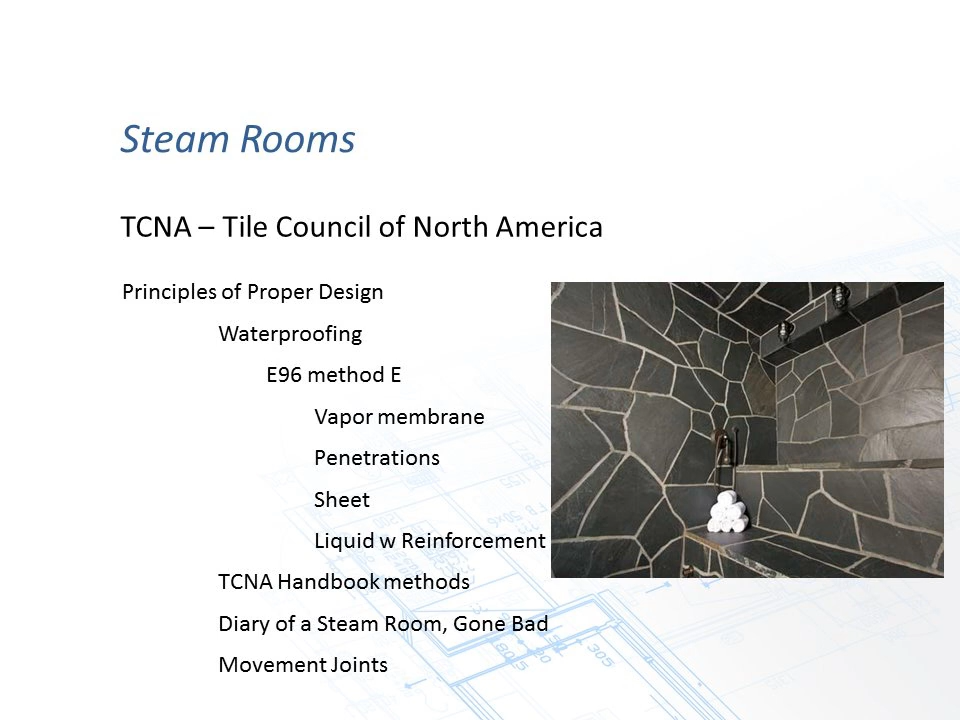 Steam Rooms
TCNA – Tile Council of North America
Principles of Proper Design
Waterproofing
E96 method E
Vapor membrane
Penetrations
Sheet
Liquid w Reinforcement
TCNA Handbook methods
Diary of a Steam Room, Gone Bad
Movement Joints
305